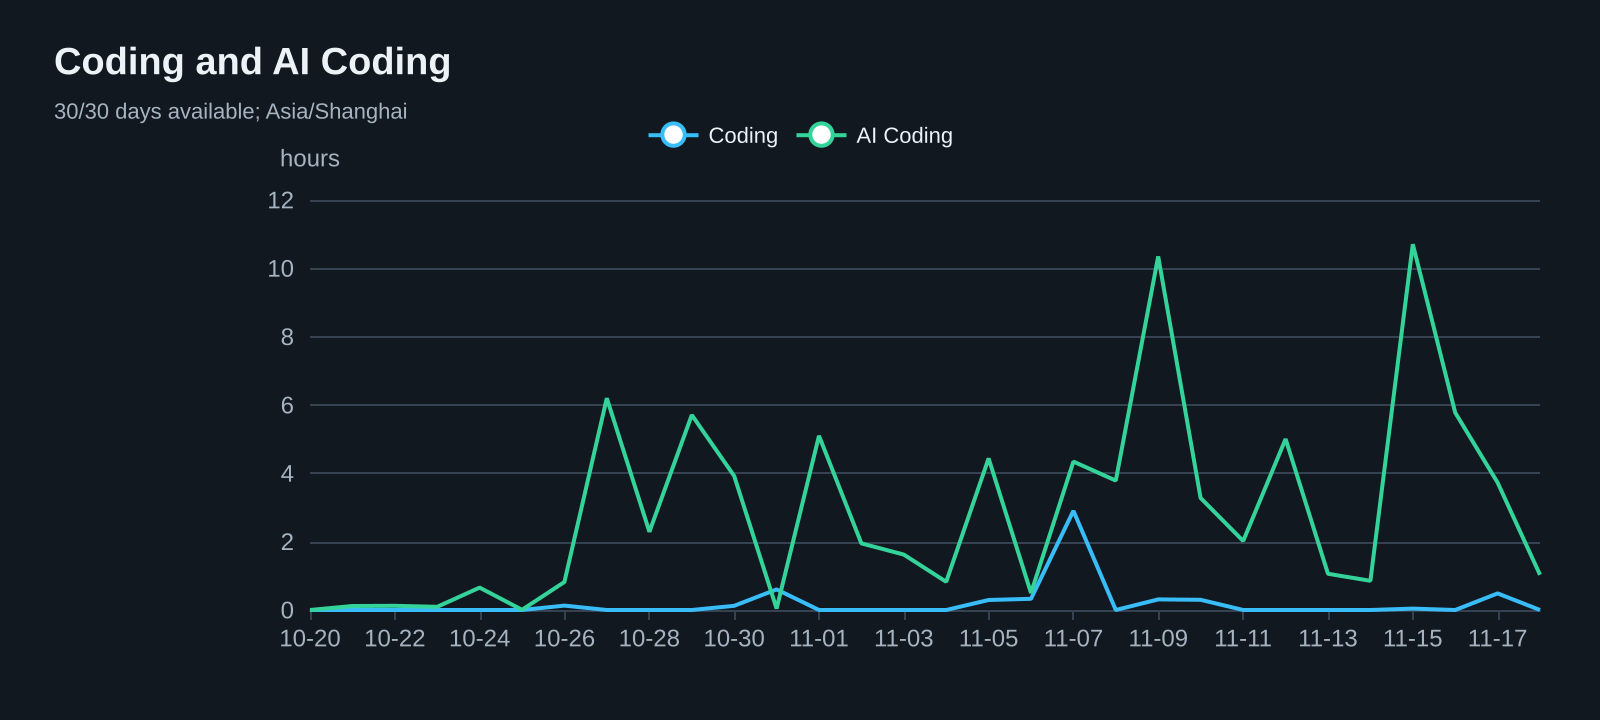 Coding and AI Coding
30/30 days available; Asia/Shanghai
Coding AI Coding
hours
12
10
8
6
4
2
0
10-20 10-22 10-24 10-26 10-28 10-30 11-01 11-03 11-05 11-07 11-09 11-11 11-13 11-15 11-17